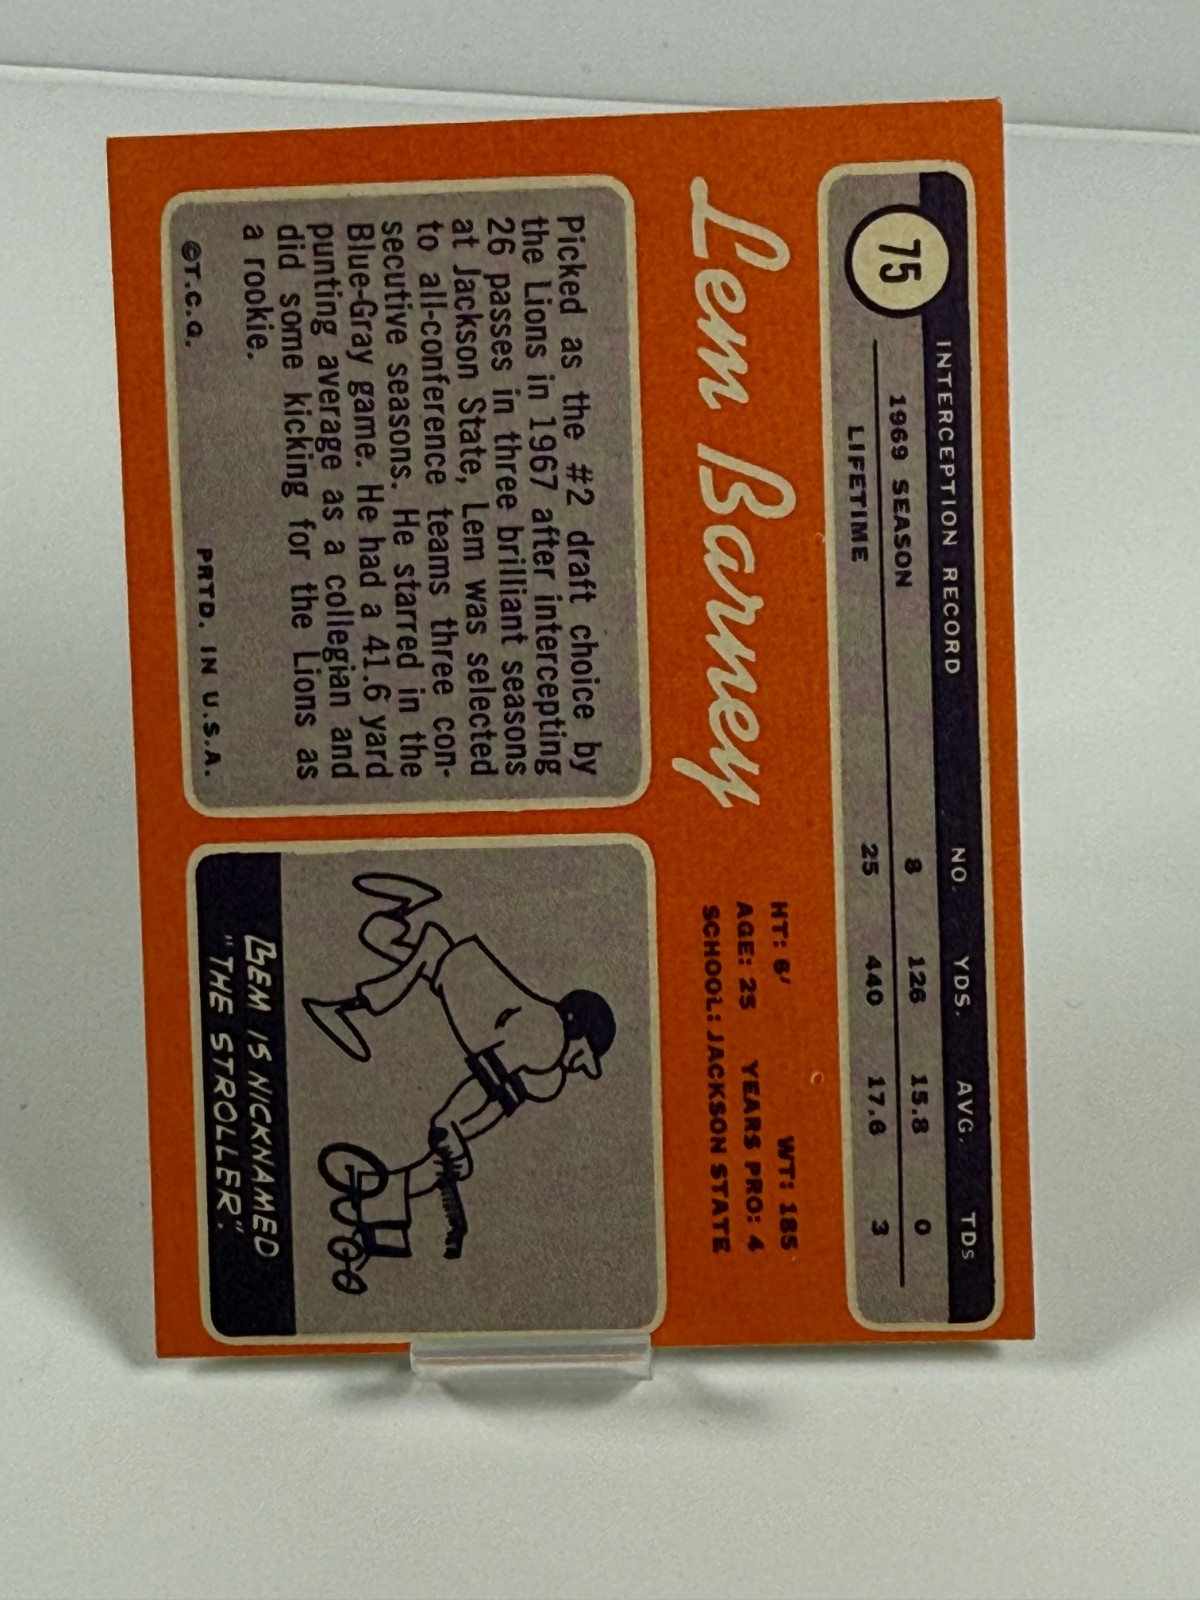 75
INTERCEPTION RECORD NO. YDS. AVG. TDS
1969 SEASON 8 126 15.8 0
LIFETIME 25 440 17.6 3
Lem Barney
HT: 6' WT: 185
AGE: 25 YEARS PRO: 4
SCHOOL: JACKSON STATE
Picked as the #2 draft choice by
the Lions in 1967 after intercepting
26 passes in three brilliant seasons
at Jackson State, Lem was selected
to all-conference teams three con-
secutive seasons. He starred in the
Blue-Gray game. He had a 41.6 yard
punting average as a collegian and
did some kicking for the Lions as
a rookie.
©T.C.G. PRTD. IN U.S.A.
LEM IS NICKNAMED
"THE STROLLER".